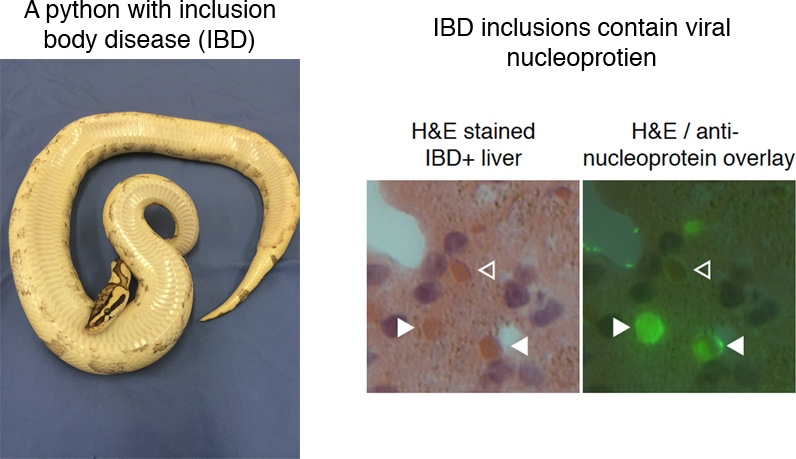 A python with inclusion
body disease (IBD)
IBD inclusions contain viral
nucleoprotien
H&E stained
IBD+ liver
H&E / anti-
nucleoprotein overlay